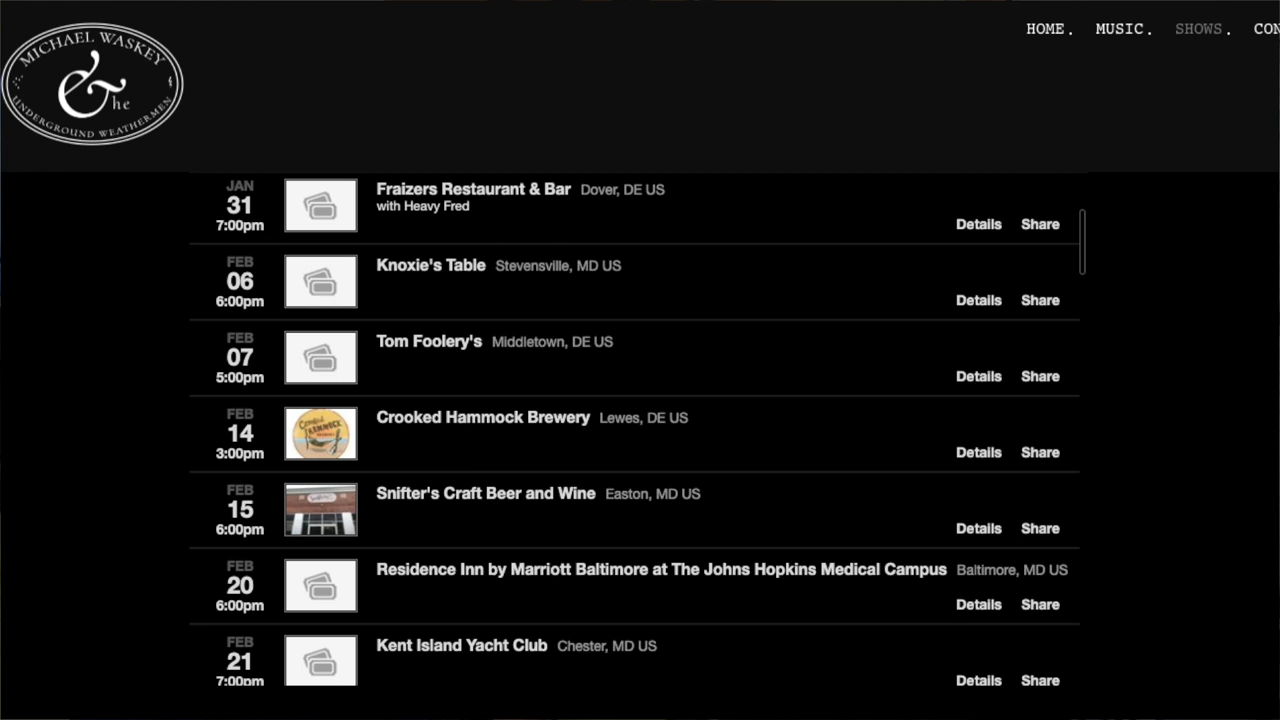 MICHAEL WASKEY
& he
UNDERGROUND WEATHERMEN
HOME. MUSIC. SHOWS. CON
JAN
31
7:00pm
Fraizers Restaurant & Bar Dover, DE US
with Heavy Fred
Details Share
FEB
06
6:00pm
Knoxie's Table Stevensville, MD US
Details Share
FEB
07
5:00pm
Tom Foolery's Middletown, DE US
Details Share
FEB
14
3:00pm
Crooked Hammock Brewery Lewes, DE US
Details Share
FEB
15
6:00pm
Snifter's Craft Beer and Wine Easton, MD US
Details Share
FEB
20
6:00pm
Residence Inn by Marriott Baltimore at The Johns Hopkins Medical Campus Baltimore, MD US
Details Share
FEB
21
7:00pm
Kent Island Yacht Club Chester, MD US
Details Share